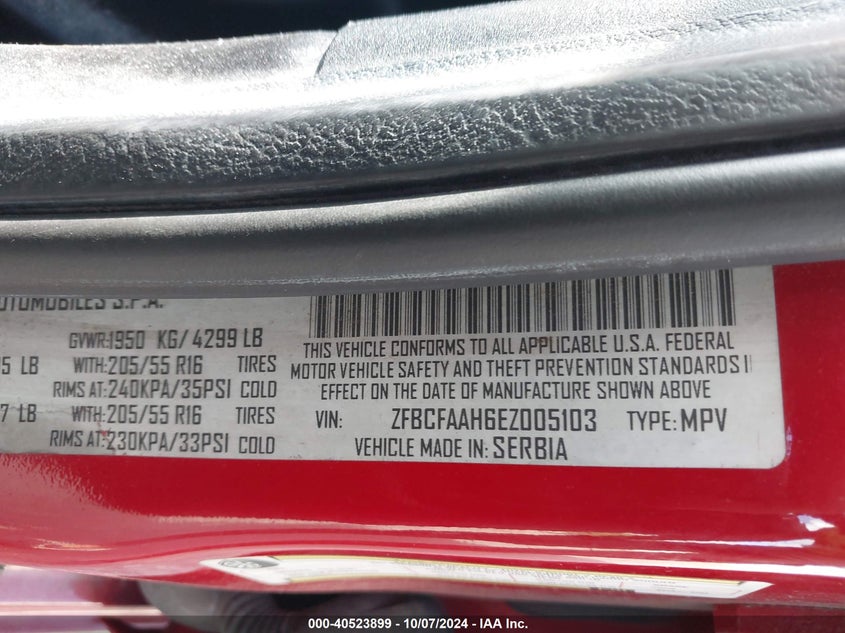 UTOMOBILES S.P.A.
GVWR:1950 KG/ 4299 LB
5 LB WITH:205/55 R16 TIRES
RIMS AT:240KPA/35PSI COLD
7 LB WITH:205/55 R16 TIRES
RIMS AT:230KPA/33PSI COLD
THIS VEHICLE CONFORMS TO ALL APPLICABLE U.S.A. FEDERAL
MOTOR VEHICLE SAFETY AND THEFT PREVENTION STANDARDS I
EFFECT ON THE DATE OF MANUFACTURE SHOWN ABOVE
VIN: ZFBCFAAH6EZ005103 TYPE: MPV
VEHICLE MADE IN: SERBIA
000-40523899 - 10/07/2024 - IAA Inc.